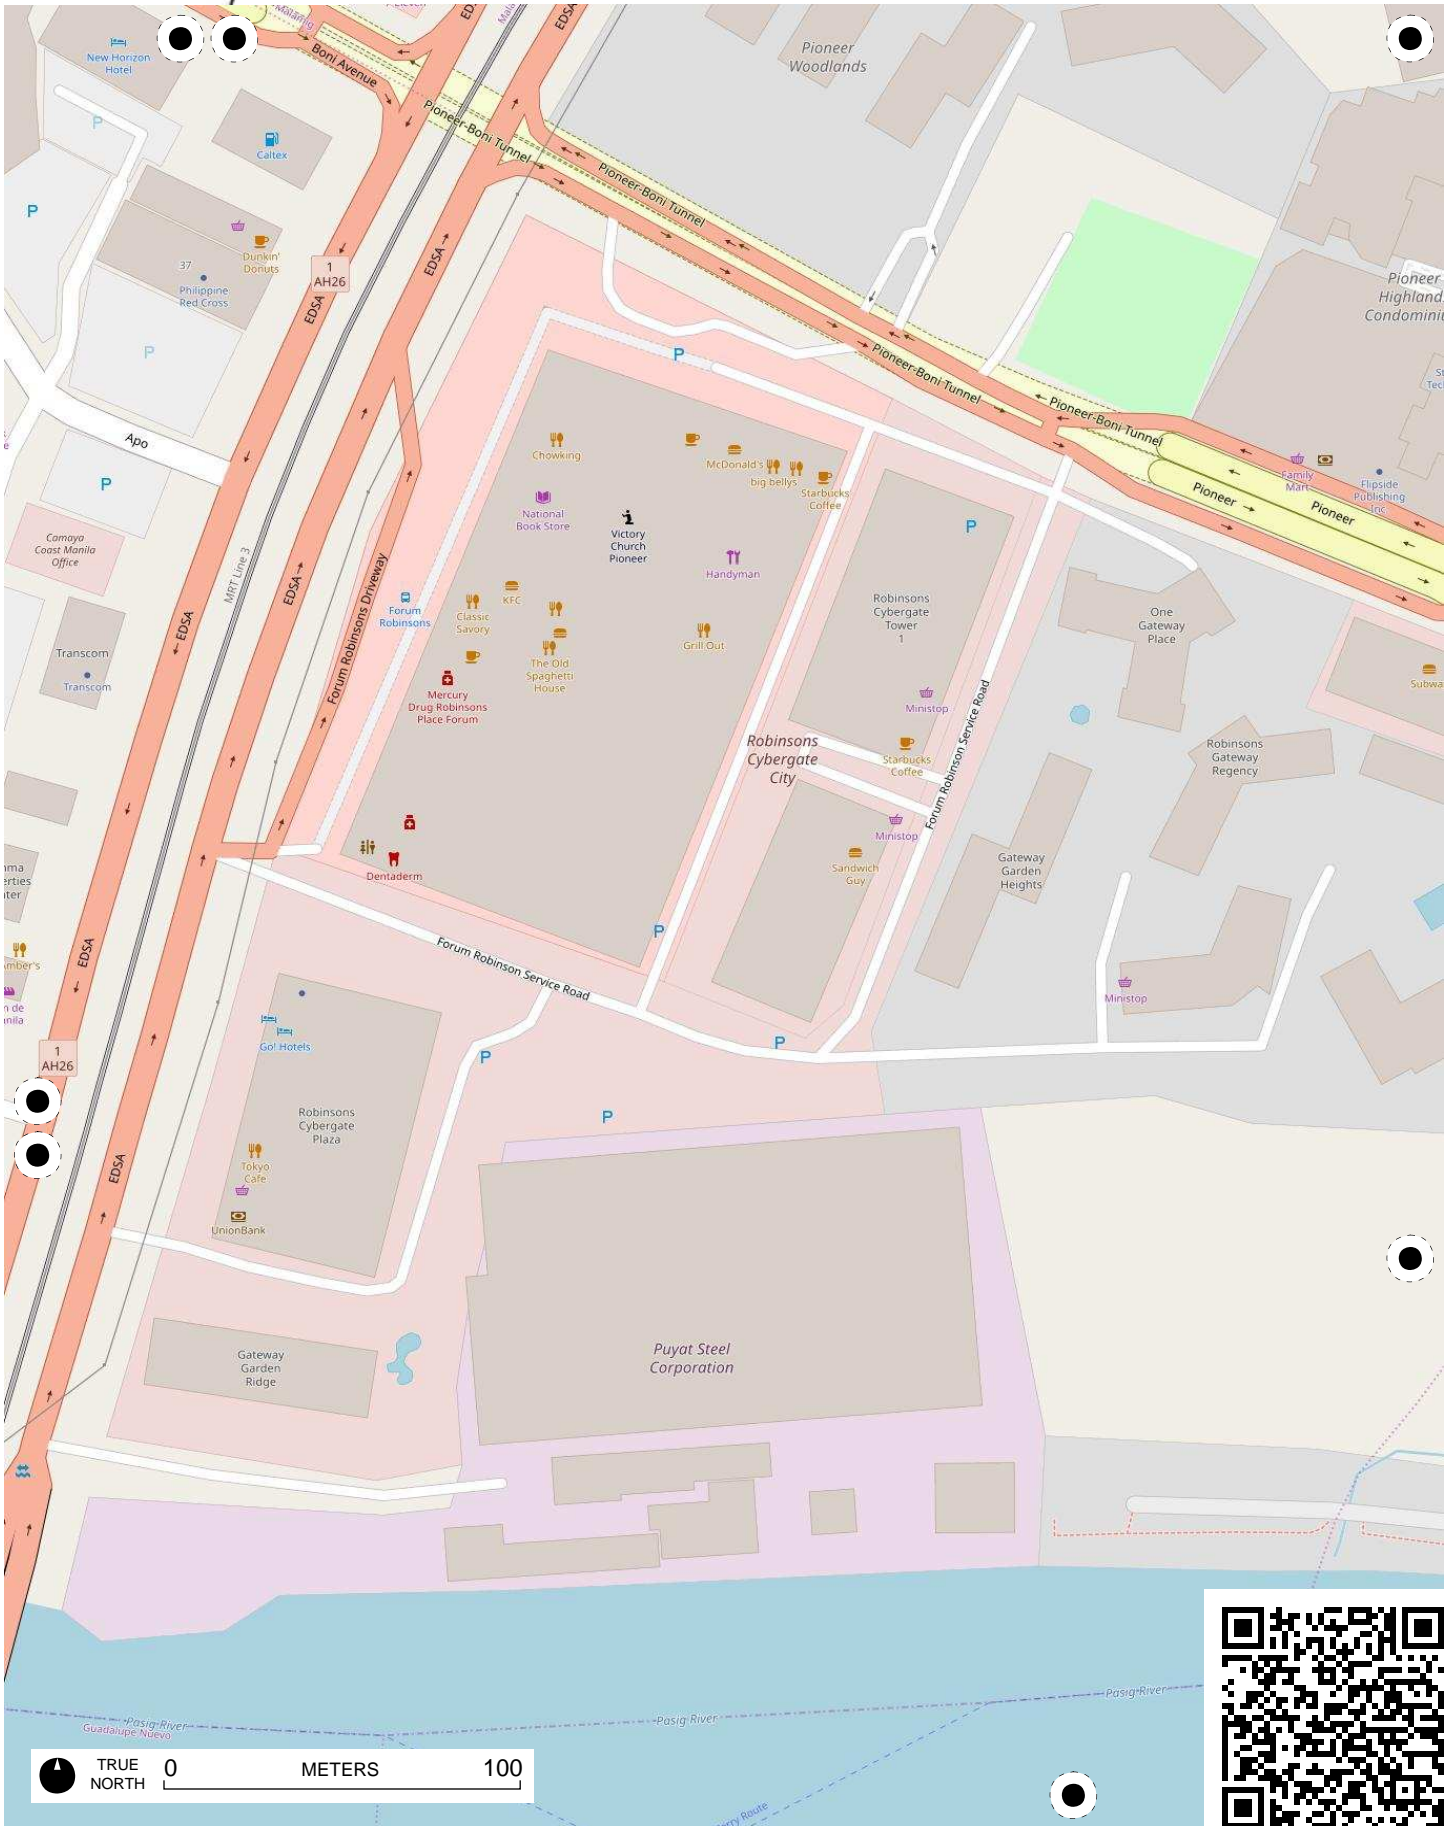 Malamig
New Horizon
Hotel
Boni Avenue
EDSA
EDSA
Pioneer
Woodlands
P
Caltex
Pioneer-Boni Tunnel
Pioneer-Boni Tunnel
P
Dunkin'
Donuts
37
Philippine
Red Cross
1
AH26
EDSA
EDSA
Pioneer
P
P
Pioneer-Boni Tunnel
Pioneer-Boni Tunnel
Apo
Chowking
McDonald's
big bellys
Starbucks
Coffee
Family
Mart
Flipside
Publishing
Inc
Pioneer
Pioneer
P
National
Book Store
Victory
Church
Pioneer
P
Camaya
Coast Manila
Office
MRT Line 3
Handyman
EDSA
EDSA
Forum Robinsons Driveway
Forum
Robinsons
KFC
Classic
Savory
Grill Out
Robinsons
Cybergate
Tower
1
One
Gateway
Place
Transcom
Transcom
The Old
Spaghetti
House
Mercury
Drug Robinsons
Place Forum
Ministop
Forum Robinson Service Road
Robinsons
Cybergate
City
Starbucks
Coffee
Robinsons
Gateway
Regency
Ministop
Sandwich
Guy
Gateway
Garden
Heights
Dentaderm
P
EDSA
Forum Robinson Service Road
Ministop
Go! Hotels
P
P
1
AH26
P
Robinsons
Cybergate
Plaza
EDSA
Tokyo
Cafe
UnionBank
Gateway
Garden
Ridge
Puyat Steel
Corporation
Pasig River
Pasig River
Pasig River
Guadalupe Nuevo
TRUE
NORTH
0 METERS 100